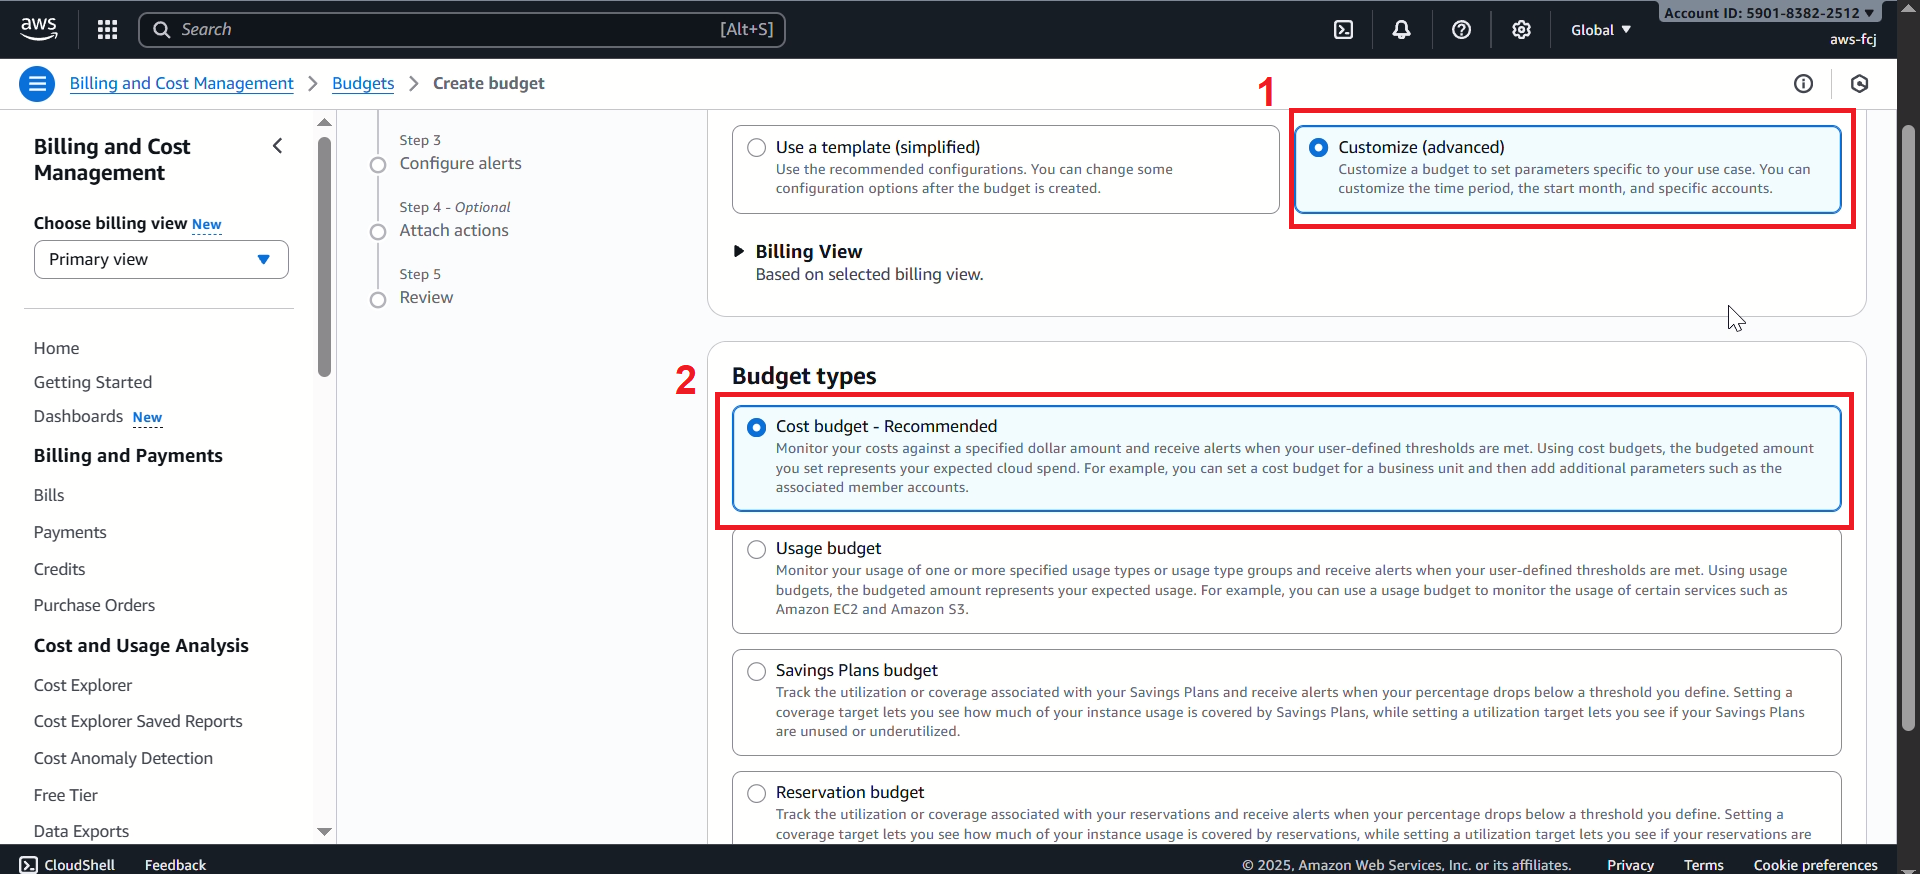 aws
Search
[Alt+S]
Global
Account ID: 5901-8382-2512
aws-fcj
Billing and Cost Management
Budgets
Create budget
1
Billing and Cost
Management
Choose billing view New
Primary view
Home
Getting Started
Dashboards New
Billing and Payments
Bills
Payments
Credits
Purchase Orders
Cost and Usage Analysis
Cost Explorer
Cost Explorer Saved Reports
Cost Anomaly Detection
Free Tier
Data Exports
Step 3
Configure alerts
Step 4 - Optional
Attach actions
Step 5
Review
Use a template (simplified)
Use the recommended configurations. You can change some
configuration options after the budget is created.
Customize (advanced)
Customize a budget to set parameters specific to your use case. You can
customize the time period, the start month, and specific accounts.
Billing View
Based on selected billing view.
2
Budget types
Cost budget - Recommended
Monitor your costs against a specified dollar amount and receive alerts when your user-defined thresholds are met. Using cost budgets, the budgeted amount
you set represents your expected cloud spend. For example, you can set a cost budget for a business unit and then add additional parameters such as the
associated member accounts.
Usage budget
Monitor your usage of one or more specified usage types or usage type groups and receive alerts when your user-defined thresholds are met. Using usage
budgets, the budgeted amount represents your expected usage. For example, you can use a usage budget to monitor the usage of certain services such as
Amazon EC2 and Amazon S3.
Savings Plans budget
Track the utilization or coverage associated with your Savings Plans and receive alerts when your percentage drops below a threshold you define. Setting a
coverage target lets you see how much of your instance usage is covered by Savings Plans, while setting a utilization target lets you see if your Savings Plans
are unused or underutilized.
Reservation budget
Track the utilization or coverage associated with your reservations and receive alerts when your percentage drops below a threshold you define. Setting a
coverage target lets you see how much of your instance usage is covered by reservations, while setting a utilization target lets you see if your reservations are
CloudShell
Feedback
© 2025, Amazon Web Services, Inc. or its affiliates.
Privacy
Terms
Cookie preferences